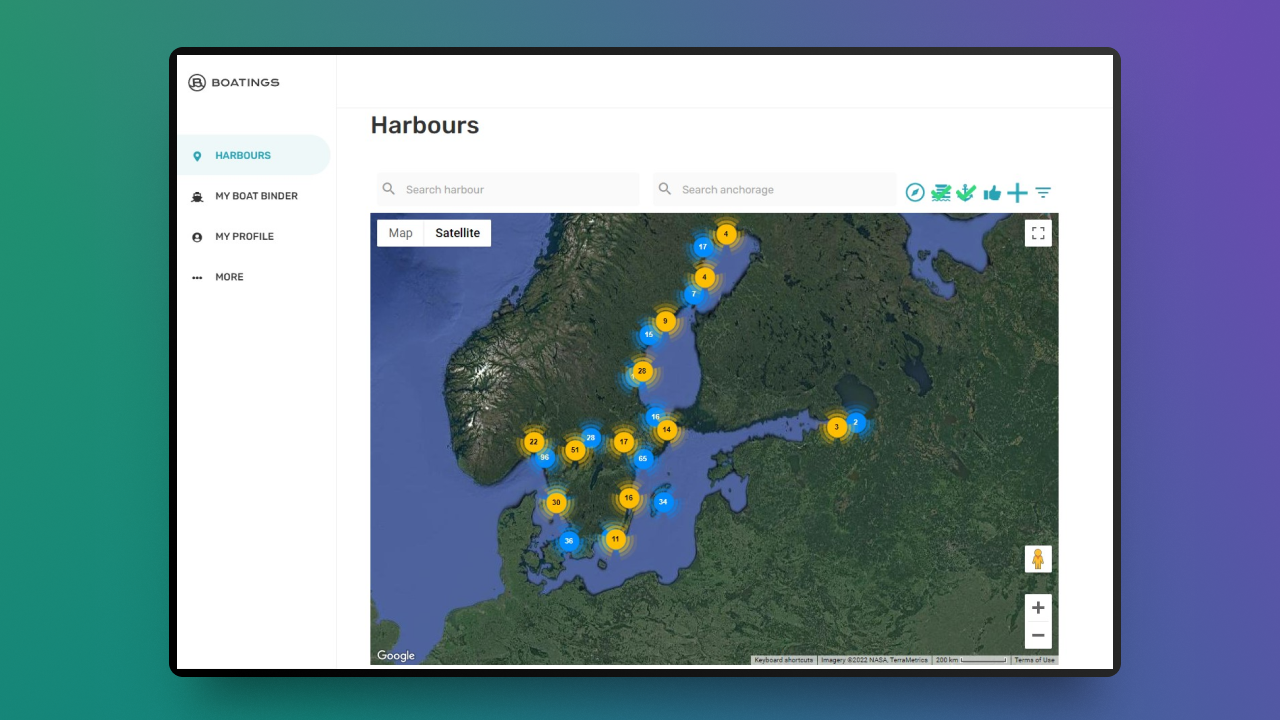 BOATINGS
HARBOURS
MY BOAT BINDER
MY PROFILE
MORE
Harbours
Search harbour
Search anchorage
Map
Satellite
4
17
4
7
9
15
28
16
14
3
2
22
28
17
51
96
65
30
16
34
36
11
Google
Keyboard shortcuts
Imagery ©2022 NASA, TerraMetrics
200 km
Terms of Use